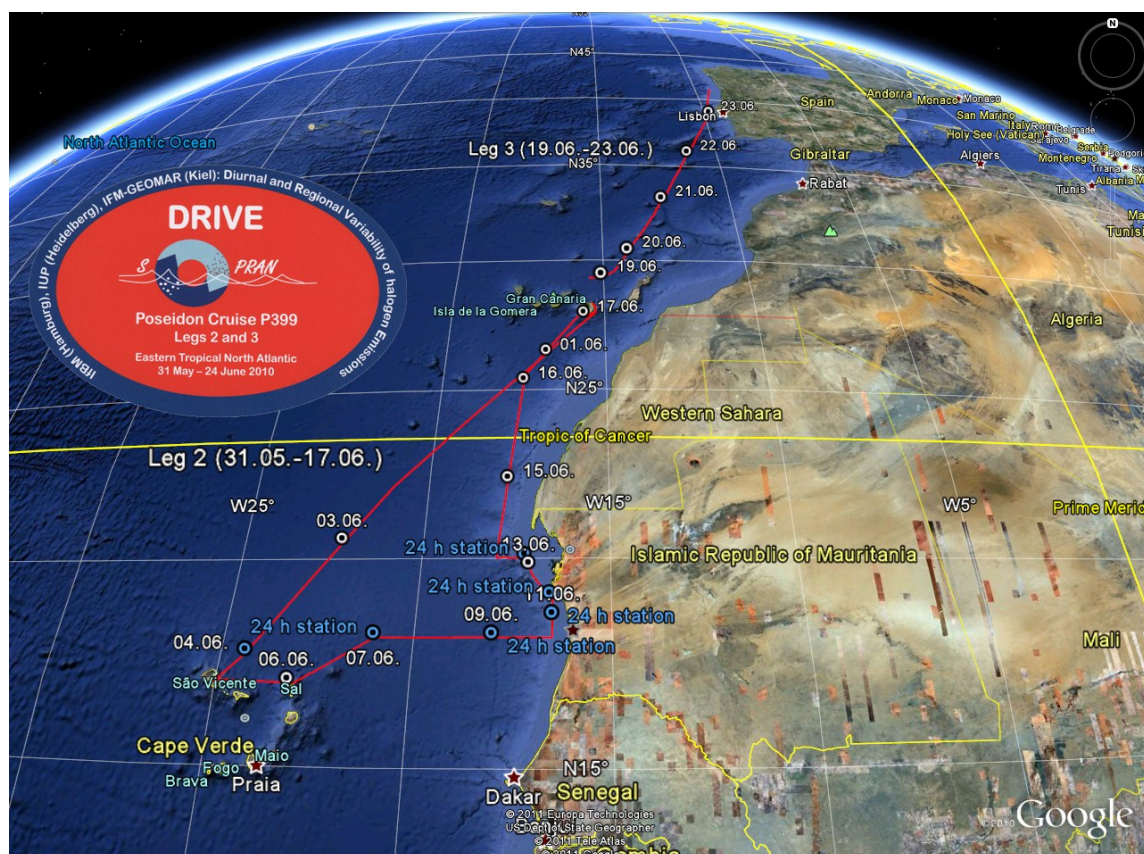 N45°
Lisbon
23.06.
Spain
Andorra
Monaco
Monaco
San Marino
Italy
Rome
Belgrade
Holy See (Vatican)
Sarajevo
Serbia
Montenegro
Podgori
Tirana
Sk
Albania
N
North Atlantic Ocean
Leg 3 (19.06.-23.06.)
22.06.
Gibraltar
N35°
Algiers
Rabat
Tunis
Tunisi
21.06.
20.06.
19.06.
IfBM (Hamburg), IUP (Heidelberg), IFM-GEOMAR (Kiel): Diurnal and Regional Variability of halogen Emissions
DRIVE
S PRAN
Poseidon Cruise P399
Legs 2 and 3
Eastern Tropical North Atlantic
31 May – 24 June 2010
Gran Canaria
Isla de la Gomera
17.06.
Algeria
01.06.
16.06.
N25°
Western Sahara
Tropic of Cancer
Leg 2 (31.05.-17.06.)
15.06.
W25°
W15°
W5°
Prime Merid
03.06.
24 h station
13.06.
Islamic Republic of Mauritania
24 h station
11.06.
24 h station
04.06.
24 h station
09.06.
24 h station
Mali
06.06.
07.06.
São Vicente
Sal
Cape Verde
Maio
Fogo
Brava
Praia
N15°
Dakar
Senegal
© 2011 Europa Technologies
US Dept of State Geographer
© 2011 Tele Atlas
© 2010 Google